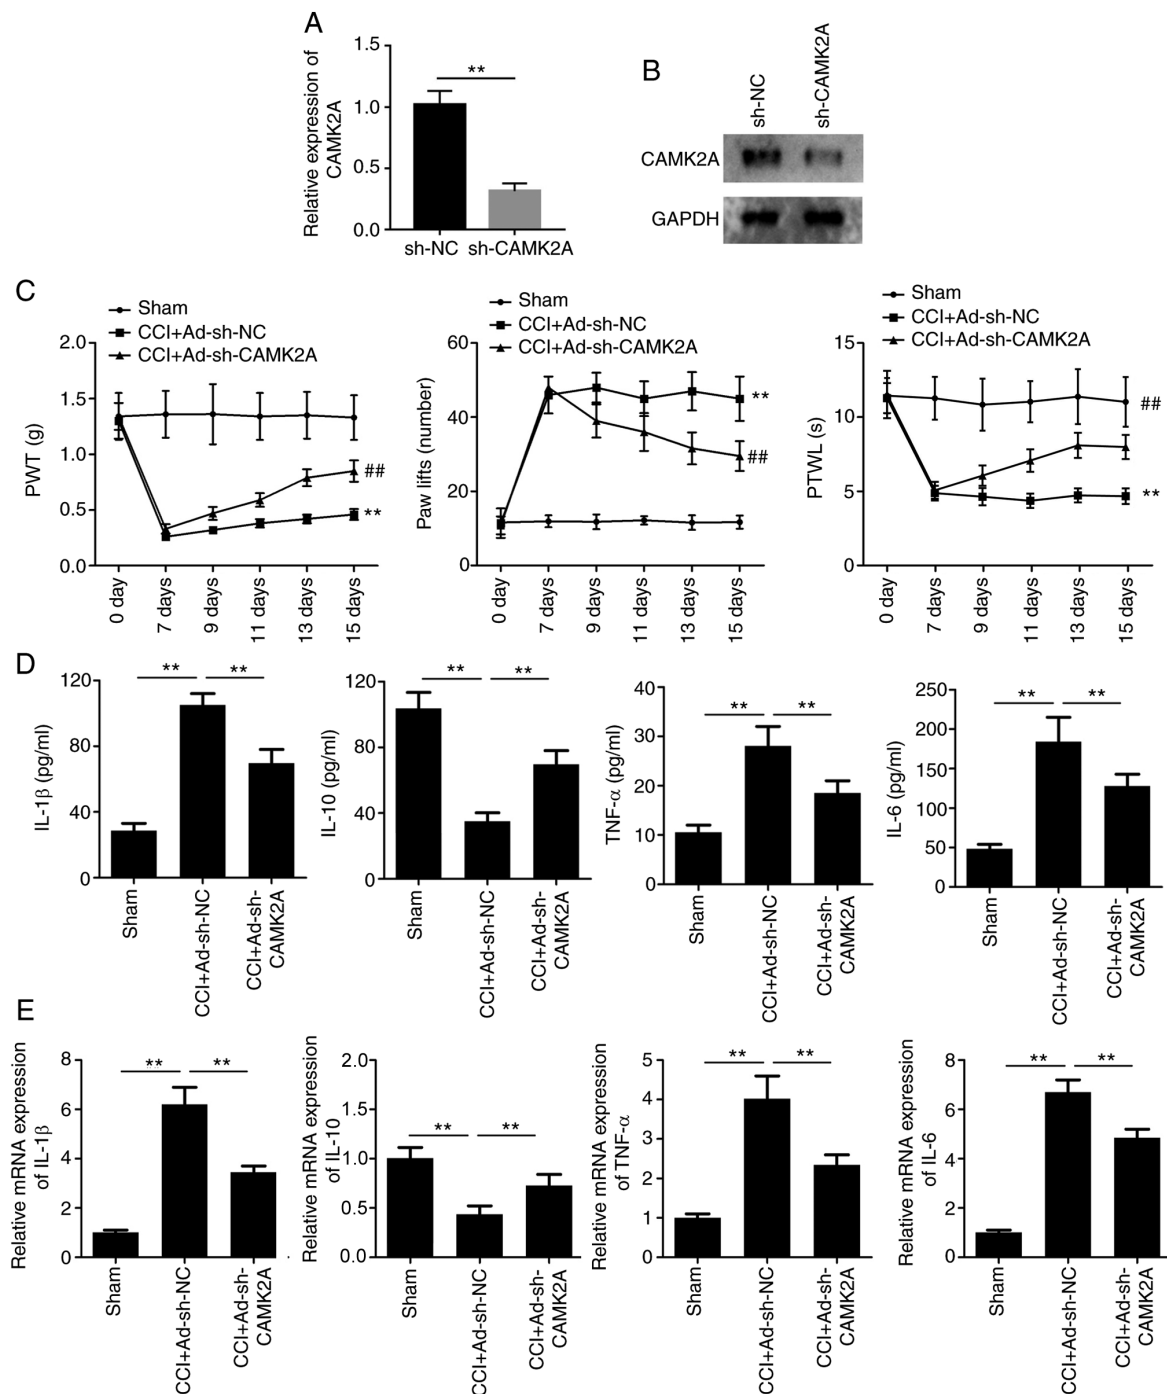 A
Relative expression of
CAMK2A
1.5
1.0
0.5
0.0
**
sh-NC
sh-CAMK2A
B
sh-NC
sh-CAMK2A
CAMK2A
GAPDH
C
Sham
CCI+Ad-sh-NC
CCI+Ad-sh-CAMK2A
PWT (g)
2.0
1.5
1.0
0.5
0.0
##
**
0 day
7 days
9 days
11 days
13 days
15 days
Sham
CCI+Ad-sh-NC
CCI+Ad-sh-CAMK2A
Paw lifts (number)
60
40
20
0
**
##
0 day
7 days
9 days
11 days
13 days
15 days
Sham
CCI+Ad-sh-NC
CCI+Ad-sh-CAMK2A
PTWL (s)
15
10
5
0
##
**
0 day
7 days
9 days
11 days
13 days
15 days
D
IL-1β (pg/ml)
120
80
40
0
** **
Sham
CCI+Ad-sh-NC
CCI+Ad-sh-
CAMK2A
IL-10 (pg/ml)
120
80
40
0
** **
Sham
CCI+Ad-sh-NC
CCI+Ad-sh-
CAMK2A
TNF-α (pg/ml)
40
30
20
10
0
** **
Sham
CCI+Ad-sh-NC
CCI+Ad-sh-
CAMK2A
IL-6 (pg/ml)
250
200
150
100
50
0
** **
Sham
CCI+Ad-sh-NC
CCI+Ad-sh-
CAMK2A
E
Relative mRNA expression
of IL-1β
8
6
4
2
0
** **
Sham
CCI+Ad-sh-NC
CCI+Ad-sh-
CAMK2A
Relative mRNA expression
of IL-10
2.0
1.5
1.0
0.5
0.0
** **
Sham
CCI+Ad-sh-NC
CCI+Ad-sh-
CAMK2A
Relative mRNA expression
of TNF-α
5
4
3
2
1
0
** **
Sham
CCI+Ad-sh-NC
CCI+Ad-sh-
CAMK2A
Relative mRNA expression
of IL-6
8
6
4
2
0
** **
Sham
CCI+Ad-sh-NC
CCI+Ad-sh-
CAMK2A